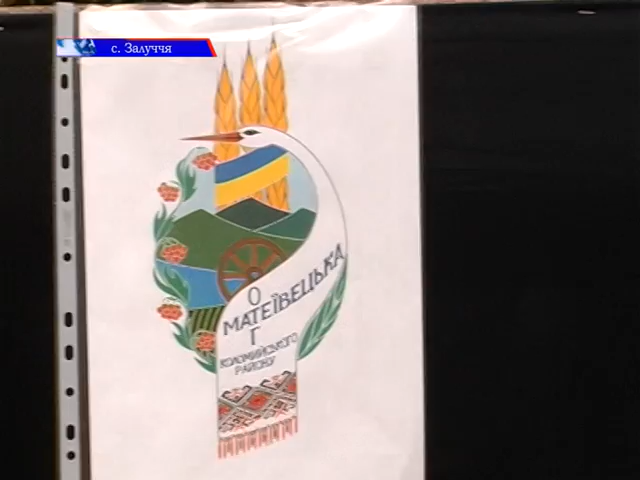 с. Залуччя
О
МАТЕЇВЕЦЬКА
Т
Г
КОЛОМИЙСЬКОГО
РАЙОНУ